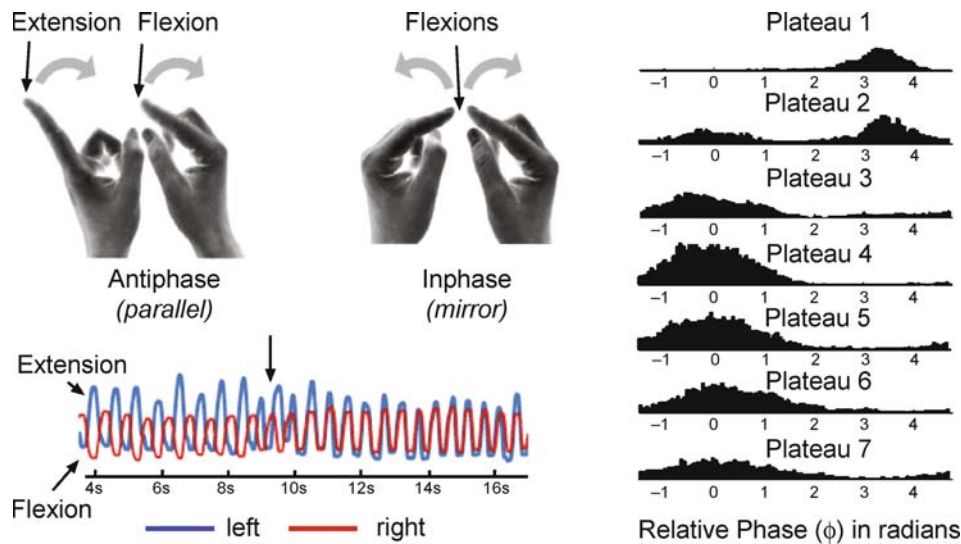 Extension Flexion
Flexions
Antiphase
(parallel)
Inphase
(mirror)
Extension
Flexion
4s 6s 8s 10s 12s 14s 16s
left right
Plateau 1
−1 0 1 2 3 4
Plateau 2
−1 0 1 2 3 4
Plateau 3
−1 0 1 2 3 4
Plateau 4
−1 0 1 2 3 4
Plateau 5
−1 0 1 2 3 4
Plateau 6
−1 0 1 2 3 4
Plateau 7
−1 0 1 2 3 4
Relative Phase (ϕ) in radians